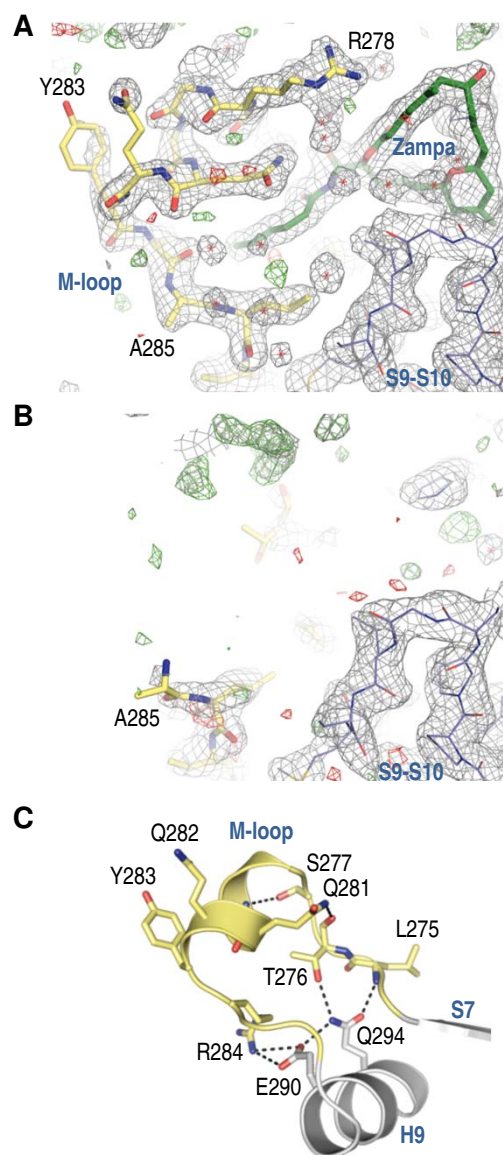 A
R278
Y283
Zampa
M-loop
A285
S9-S10
B
A285
S9-S10
C
M-loop
Q282
S277
Y283
Q281
L275
T276
S7
R284
Q294
E290
H9